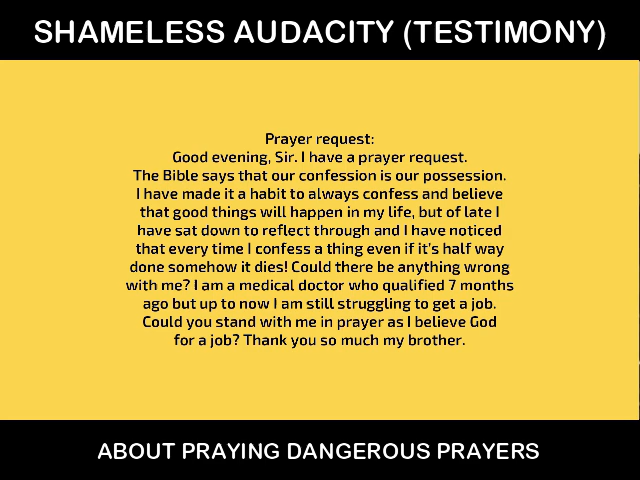 SHAMELESS AUDACITY (TESTIMONY)
Prayer request:
Good evening, Sir. I have a prayer request.
The Bible says that our confession is our possession.
I have made it a habit to always confess and believe
that good things will happen in my life, but of late I
have sat down to reflect through and I have noticed
that every time I confess a thing even if it's half way
done somehow it dies! Could there be anything wrong
with me? I am a medical doctor who qualified 7 months
ago but up to now I am still struggling to get a job.
Could you stand with me in prayer as I believe God
for a job? Thank you so much my brother.
ABOUT PRAYING DANGEROUS PRAYERS